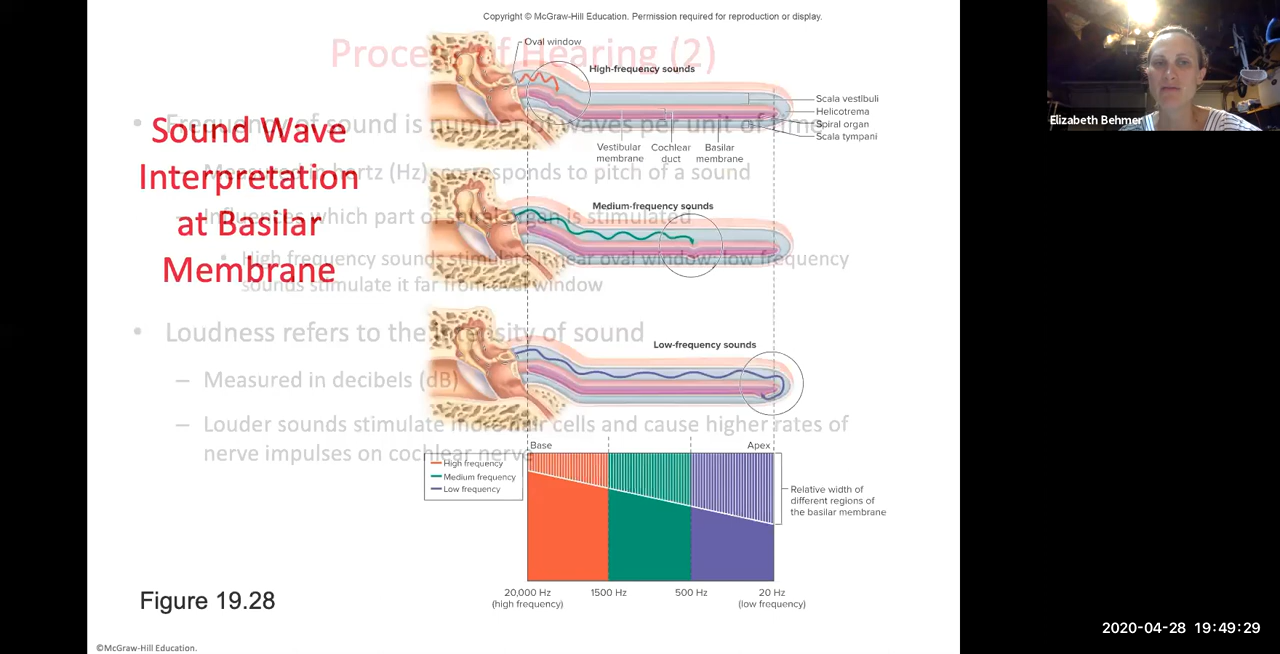 Copyright © McGraw-Hill Education. Permission required for reproduction or display.
Process of Hearing (2)
Oval window
High-frequency sounds
Scala vestibuli
Helicotrema
Spiral organ
Scala tympani
Vestibular membrane
Cochlear duct
Basilar membrane
• Frequency of sound is number of waves per unit of time
– Measured in hertz (Hz); corresponds to pitch of a sound
– Influences which part of spiral organ is stimulated
• High frequency sounds stimulate it near oval window; low frequency
sounds stimulate it far from oval window
• Loudness refers to the intensity of sound
– Measured in decibels (dB)
– Louder sounds stimulate more hair cells and cause higher rates of
nerve impulses on cochlear nerve
Sound Wave
Interpretation
at Basilar
Membrane
Medium-frequency sounds
Low-frequency sounds
Base
Apex
High frequency
Medium frequency
Low frequency
Relative width of
different regions of
the basilar membrane
20,000 Hz
(high frequency)
1500 Hz
500 Hz
20 Hz
(low frequency)
Figure 19.28
©McGraw-Hill Education.
Elizabeth Behmer
2020-04-28 19:49:29